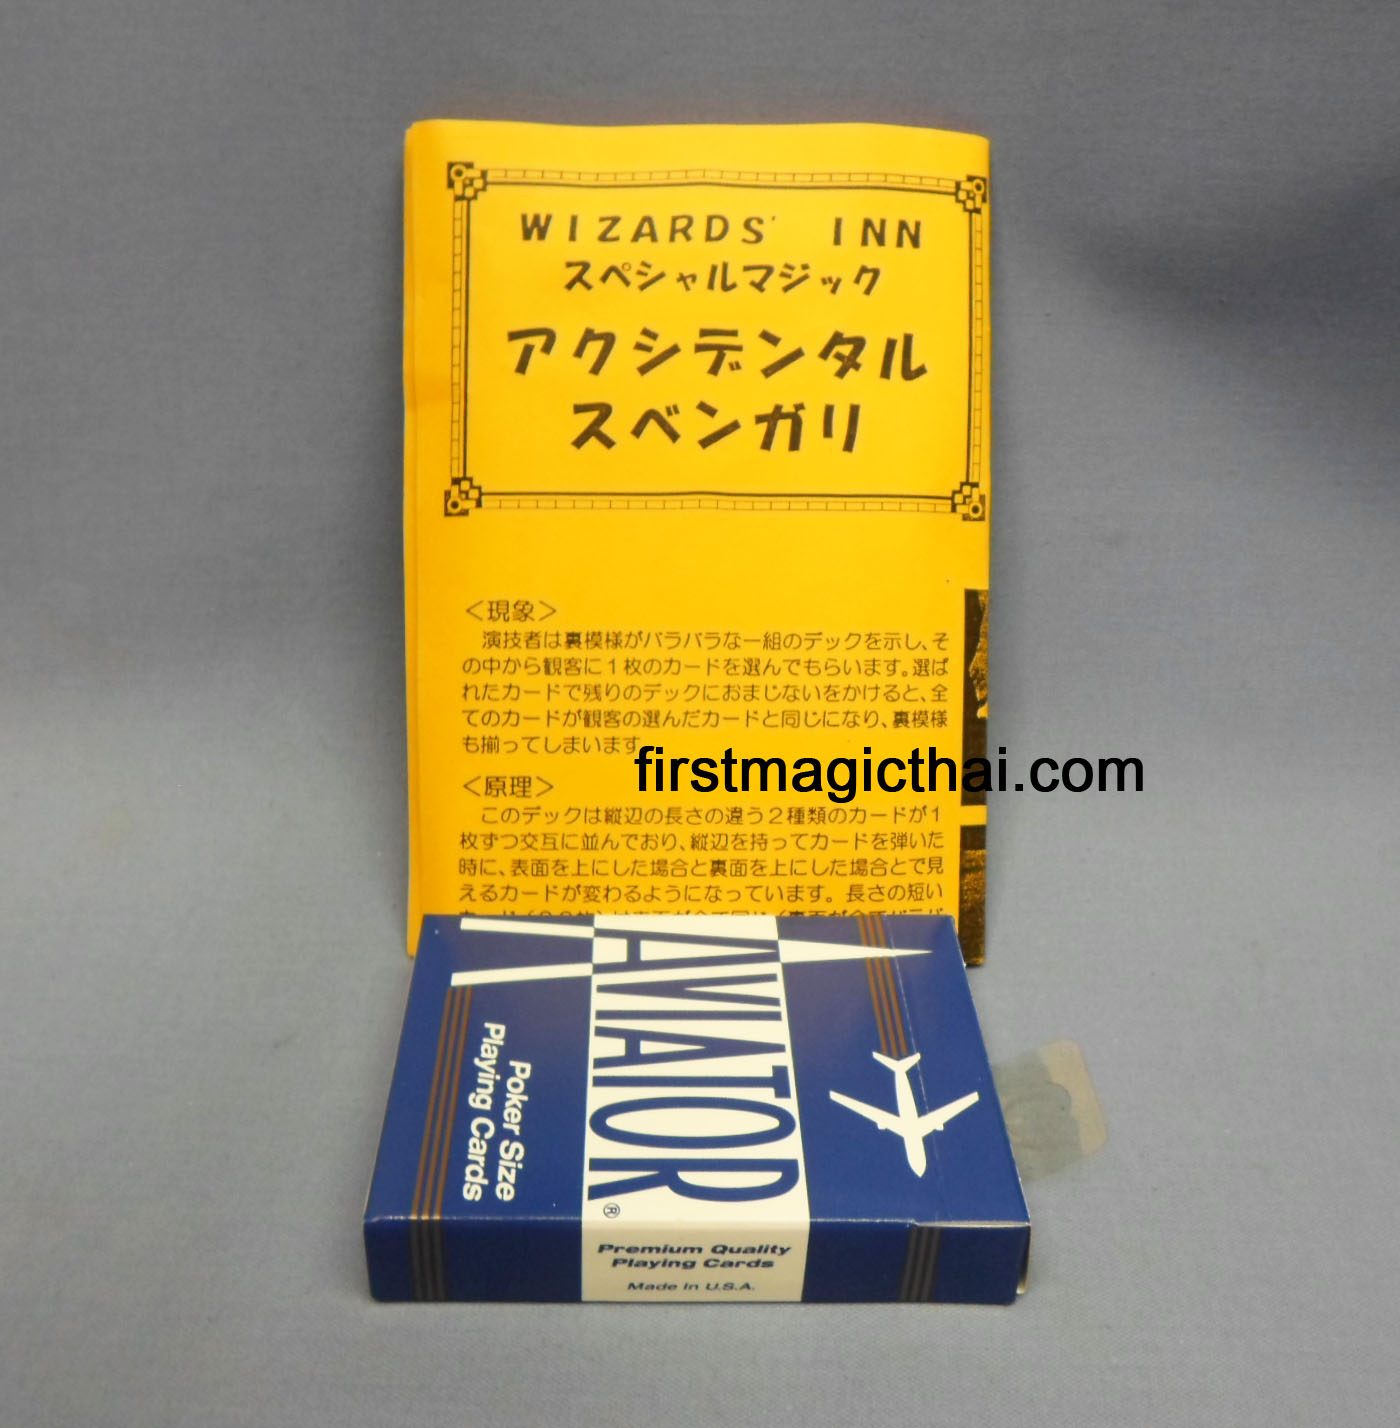 WIZARDS' INN
スペシャルマジック
アクシデンタル
スベンガリ
＜現象＞
演技者は裏模様がバラバラな一組のデックを示し、そ
の中から観客に１枚のカードを選んでもらいます。選ば
れたカードで残りのデックにおまじないをかけると、全
てのカードが観客の選んだカードと同じになり、裏模様
も揃ってしまいます
firstmagicthai.com
＜原理＞
このデックは縦辺の長さの違う２種類のカードが１
枚ずつ交互に並んでおり、縦辺を持ってカードを弾いた
時に、表面を上にした場合と裏面を上にした場合とで見
えるカードが変わるようになっています。長さの短い
AVIATOR®
Poker Size
Playing Cards
Premium Quality
Playing Cards
Made in U.S.A.